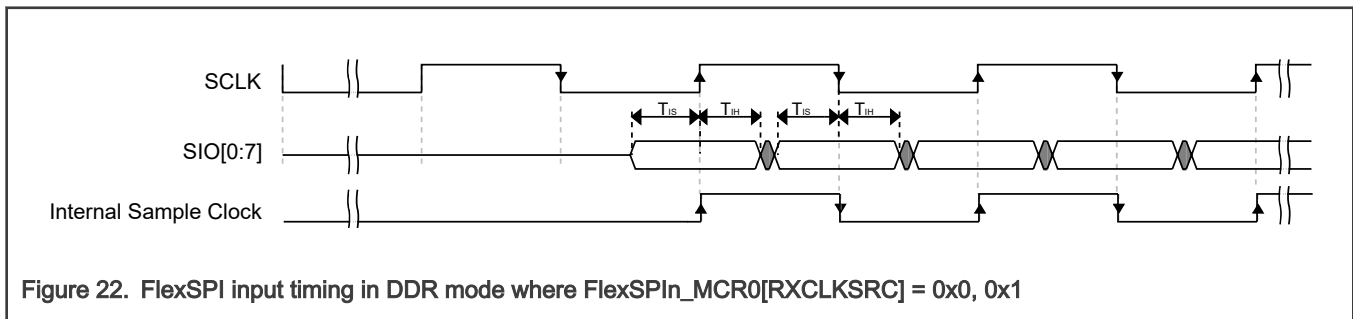 SCLK
TIS TIH TIS TIH
SIO[0:7]
Internal Sample Clock
Figure 22. FlexSPI input timing in DDR mode where FlexSPIn_MCR0[RXCLKSRC] = 0x0, 0x1